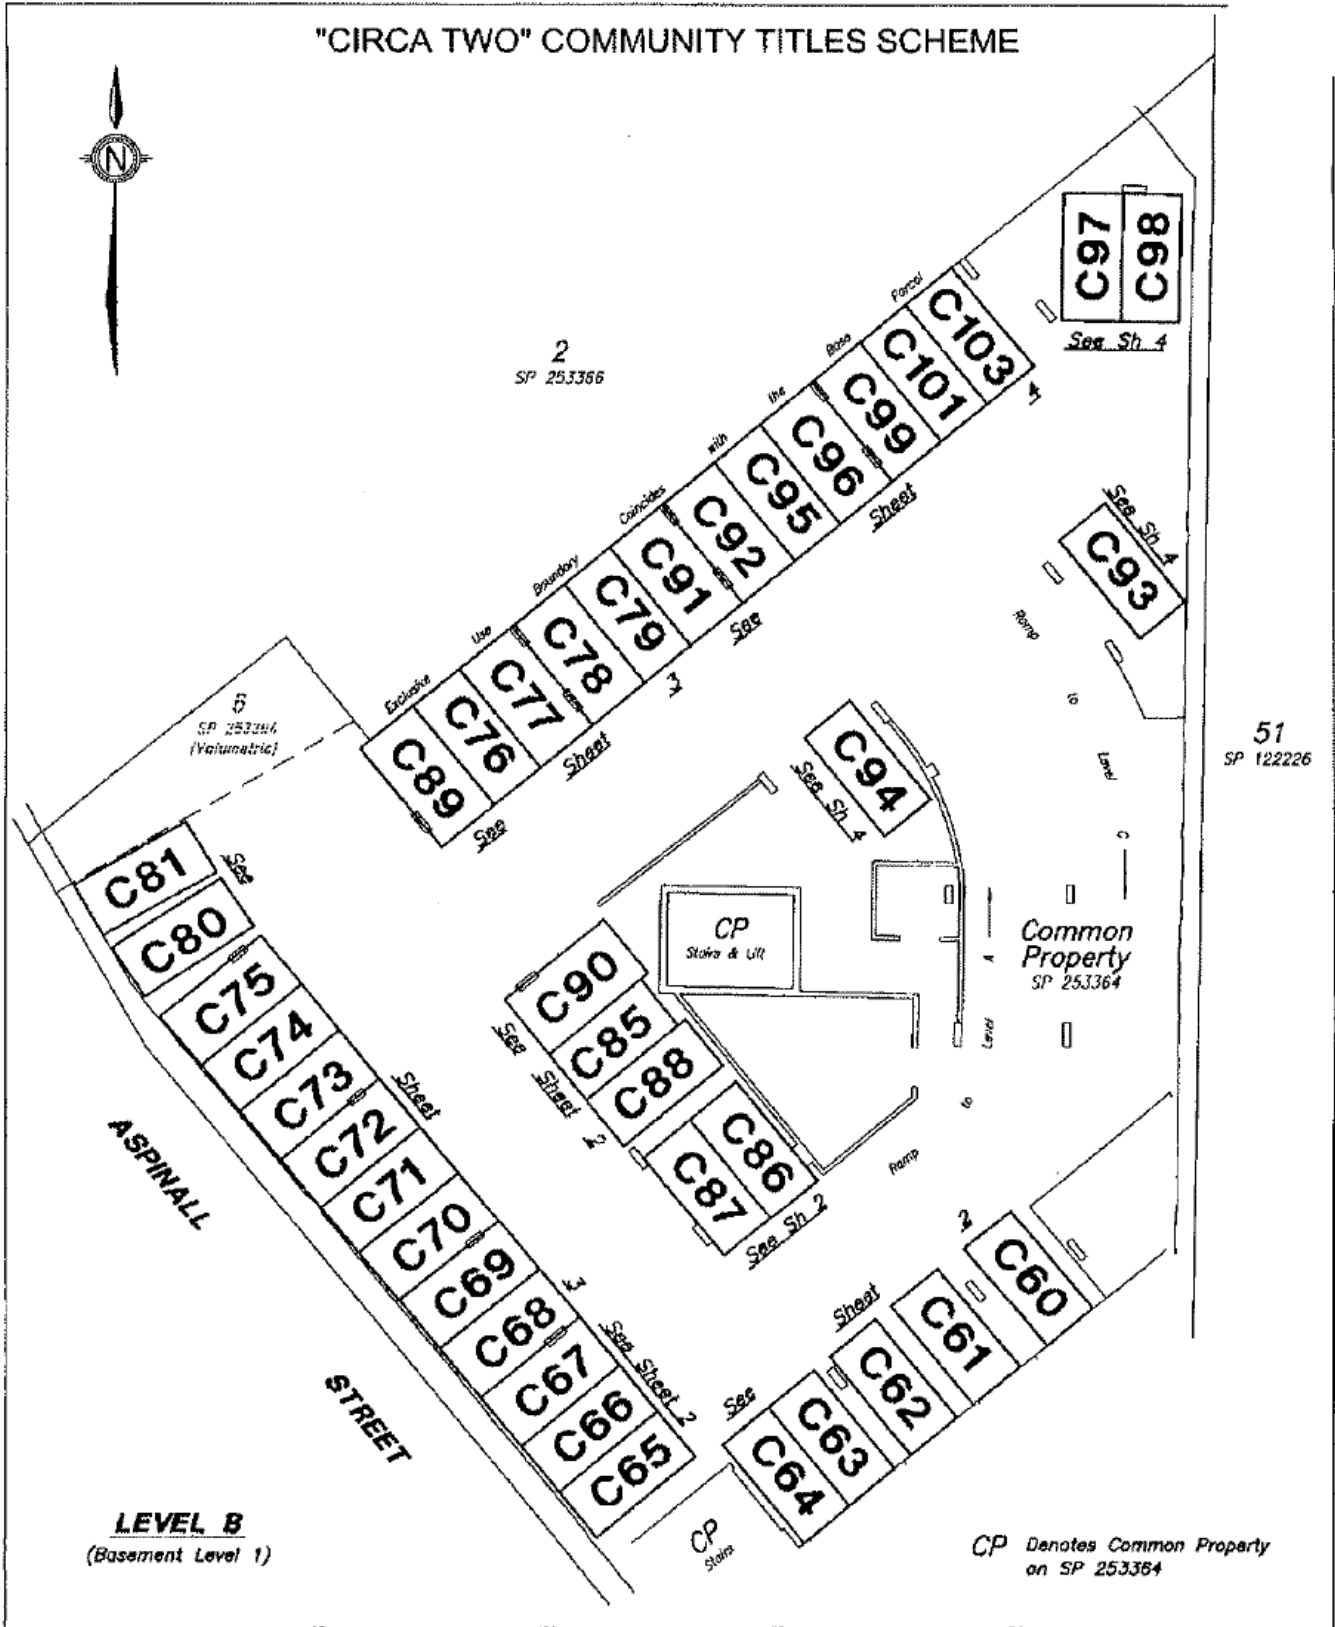 "CIRCA TWO" COMMUNITY TITLES SCHEME
N
C97
C98
See Sh 4
2
SP 253366
Exclusive Use Boundary Coincides with the Base Parcel
C103
C101
C99
C96
C95
C92
C91
C79
C78
C77
C76
C89
See Sheet 3
See Sheet 4
See Sh 4
C93
Ramp to Level C
6
SP 253364
(Volumetric)
51
SP 122226
C94
See Sh 4
C81
C80
C75
C74
C73
C72
C71
C70
C69
C68
C67
C66
C65
See Sheet 3
See Sheet 2
CP
Stairs & Lift
Common
Property
SP 253364
C90
C85
C88
C86
C87
See Sheet 2
See Sh 2
Ramp to Level A
ASPINALL
STREET
C60
C61
C62
C63
C64
See Sheet 2
CP
Stairs
LEVEL B
(Basement Level 1)
CP Denotes Common Property
on SP 253364